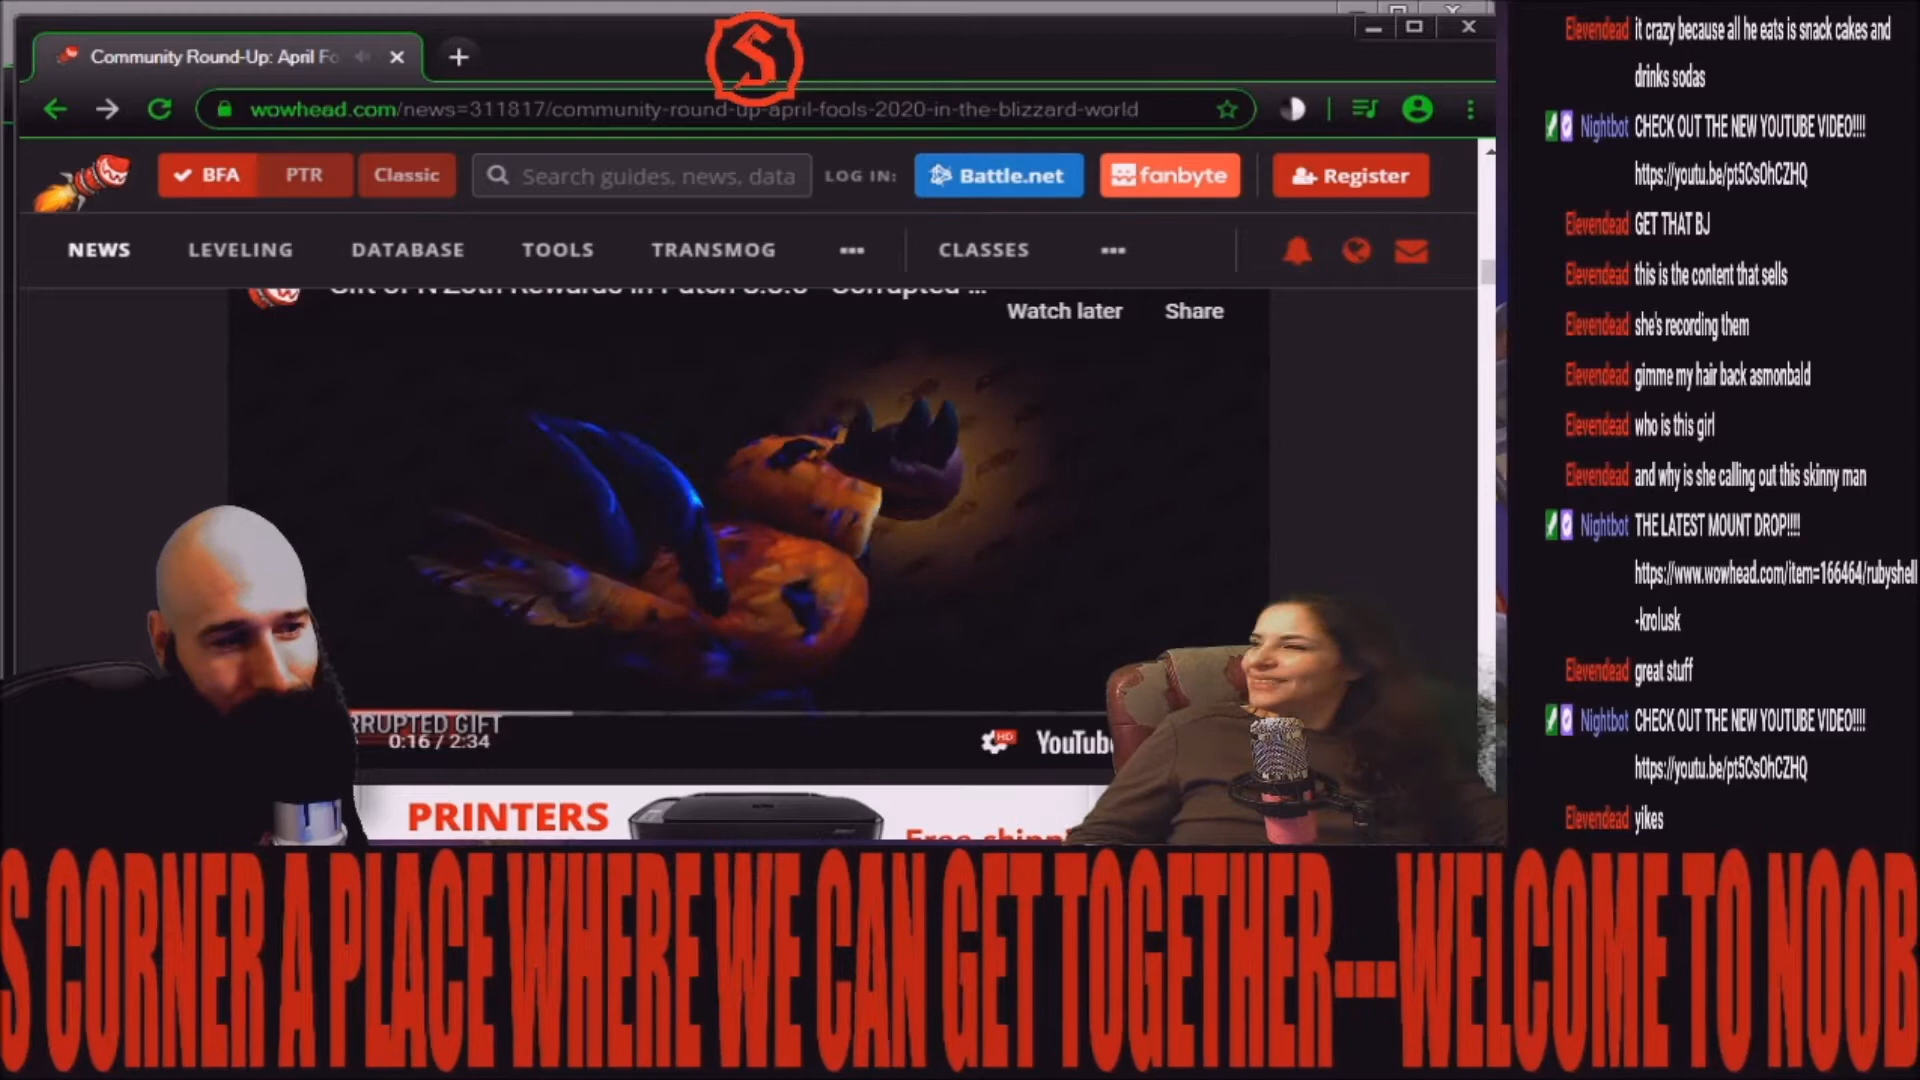 Community Round-Up: April Fo
wowhead.com/news=311817/community-round-up-april-fools-2020-in-the-blizzard-world
BFA
PTR
Classic
Search guides, news, data
LOG IN:
Battle.net
fanbyte
Register
NEWS
LEVELING
DATABASE
TOOLS
TRANSMOG
CLASSES
Watch later
Share
RRUPTED GIFT
0:16 / 2:34
HD
YouTub
PRINTERS
Free shippi
Elevendead it crazy because all he eats is snack cakes and
drinks sodas
Nightbot CHECK OUT THE NEW YOUTUBE VIDEO!!!!
https://youtu.be/pt5CsOhCZHQ
Elevendead GET THAT BJ
Elevendead this is the content that sells
Elevendead she's recording them
Elevendead gimme my hair back asmonbald
Elevendead who is this girl
Elevendead and why is she calling out this skinny man
Nightbot THE LATEST MOUNT DROP!!!!
https://www.wowhead.com/item=166464/rubyshell
-krolusk
Elevendead great stuff
Nightbot CHECK OUT THE NEW YOUTUBE VIDEO!!!!
https://youtu.be/pt5CsOhCZHQ
Elevendead yikes
S CORNER A PLACE WHERE WE CAN GET TOGETHER---WELCOME TO NOOB